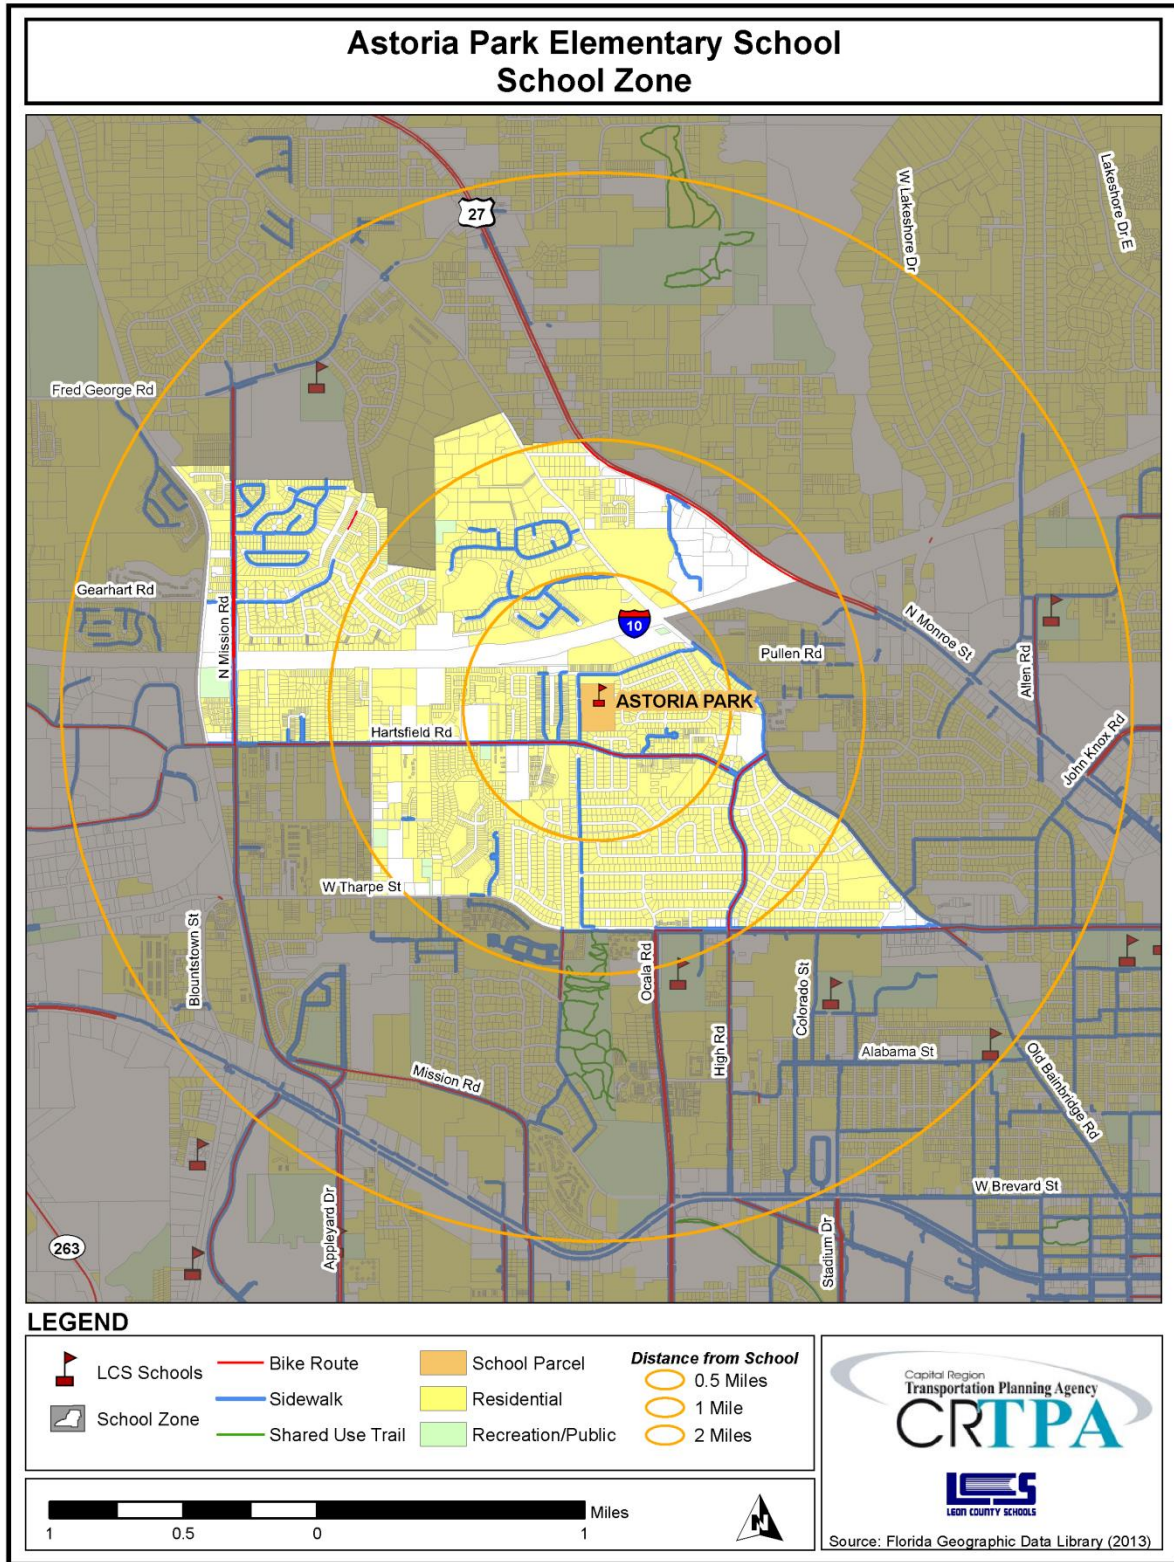 Astoria Park Elementary School
School Zone
27
W Lakeshore Dr
Lakeshore Dr E
Fred George Rd
Gearhart Rd
N Mission Rd
10
Pullen Rd
N Monroe St
Allen Rd
ASTORIA PARK
Hartsfield Rd
John Knox Rd
W Tharpe St
Blountstown St
Ocala Rd
High Rd
Colorado St
Alabama St
Old Bainbridge Rd
Mission Rd
W Brevard St
Appleyard Dr
Stadium Dr
263
LEGEND
LCS Schools
School Zone
Bike Route
Sidewalk
Shared Use Trail
School Parcel
Residential
Recreation/Public
Distance from School
0.5 Miles
1 Mile
2 Miles
Miles
1 0.5 0 1
N
Capital Region
Transportation Planning Agency
CRTPA
LCS
LEON COUNTY SCHOOLS
Source: Florida Geographic Data Library (2013)